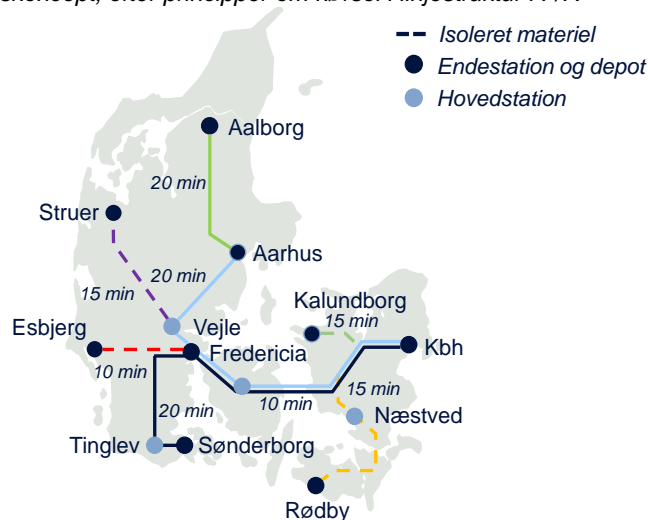 Isoleret materiel
Endestation og depot
Hovedstation
Aalborg
20 min
Struer
Aarhus
20 min
15 min
Kalundborg
15 min
Esbjerg
Vejle
Kbh
Fredericia
10 min
15 min
10 min
20 min
Næstved
Tinglev
Sønderborg
Rødby